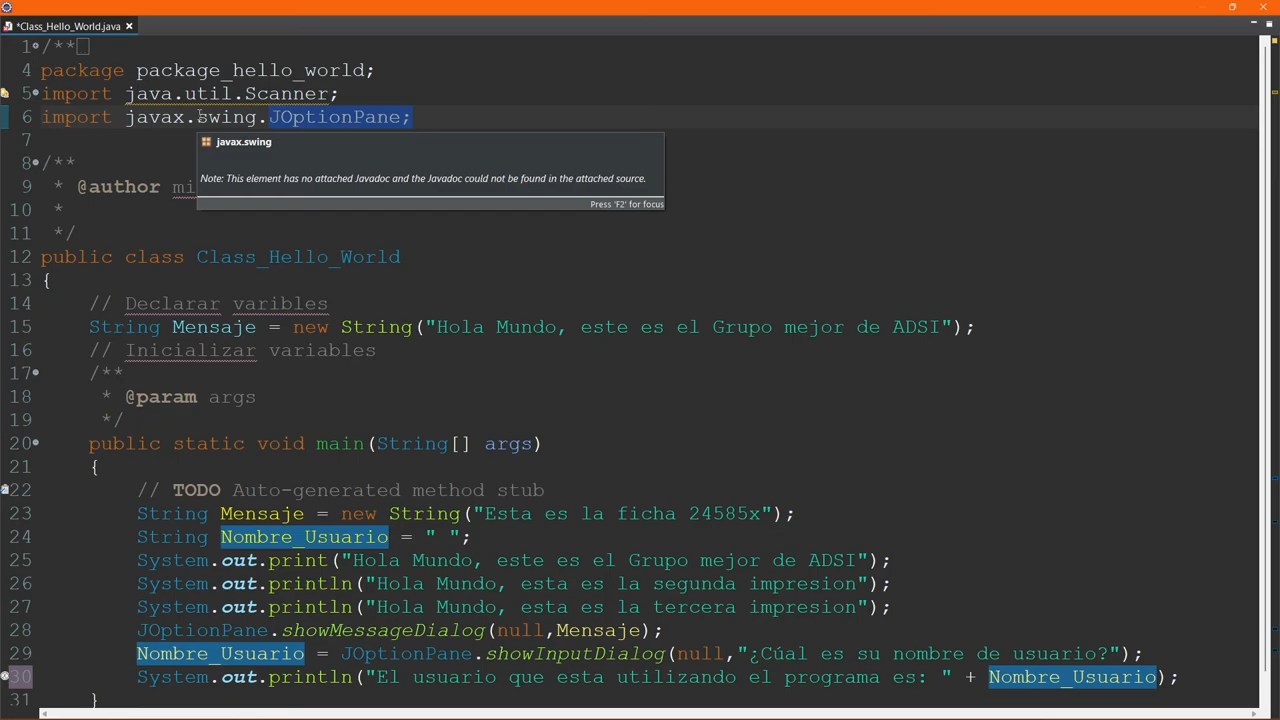 *Class_Hello_World.java
1 /**
4 package package_hello_world;
5 import java.util.Scanner;
6 import javax.swing.JOptionPane;
7
javax.swing
8 /**
Note: This element has no attached Javadoc and the Javadoc could not be found in the attached source.
9 * @author mi
Press 'F2' for focus
10 *
11 */
12 public class Class_Hello_World
13 {
14 // Declarar varibles
15 String Mensaje = new String("Hola Mundo, este es el Grupo mejor de ADSI");
16 // Inicializar variables
17 /**
18 * @param args
19 */
20 public static void main(String[] args)
21 {
22 // TODO Auto-generated method stub
23 String Mensaje = new String("Esta es la ficha 24585x");
24 String Nombre_Usuario = " ";
25 System.out.print("Hola Mundo, este es el Grupo mejor de ADSI");
26 System.out.println("Hola Mundo, esta es la segunda impresion");
27 System.out.println("Hola Mundo, esta es la tercera impresion");
28 JOptionPane.showMessageDialog(null,Mensaje);
29 Nombre_Usuario = JOptionPane.showInputDialog(null,"¿Cúal es su nombre de usuario?");
30 System.out.println("El usuario que esta utilizando el programa es: " + Nombre_Usuario);
31 }